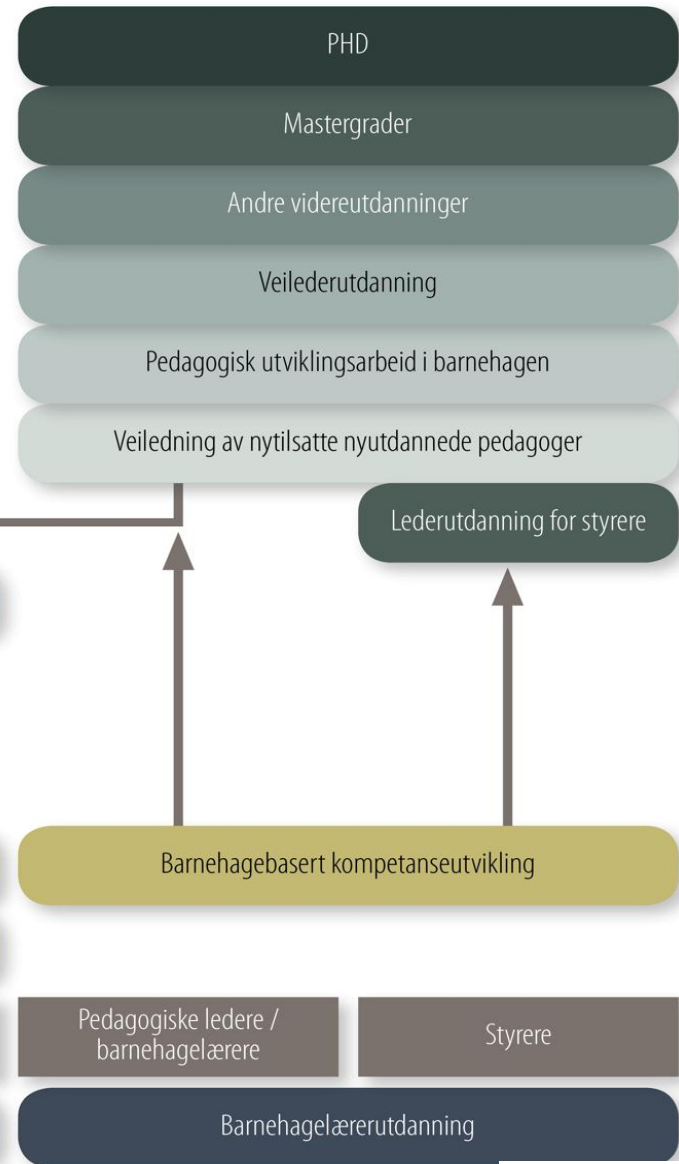 PHD
Mastergrader
Andre videreutdanninger
Veilederutdanning
Pedagogisk utviklingsarbeid i barnehagen
Veiledning av nytilsatte nyutdannede pedagoger
Lederutdanning for styrere
Barnehagebasert kompetanseutvikling
Pedagogiske ledere /
barnehagelærere
Styrere
Barnehagelærerutdanning